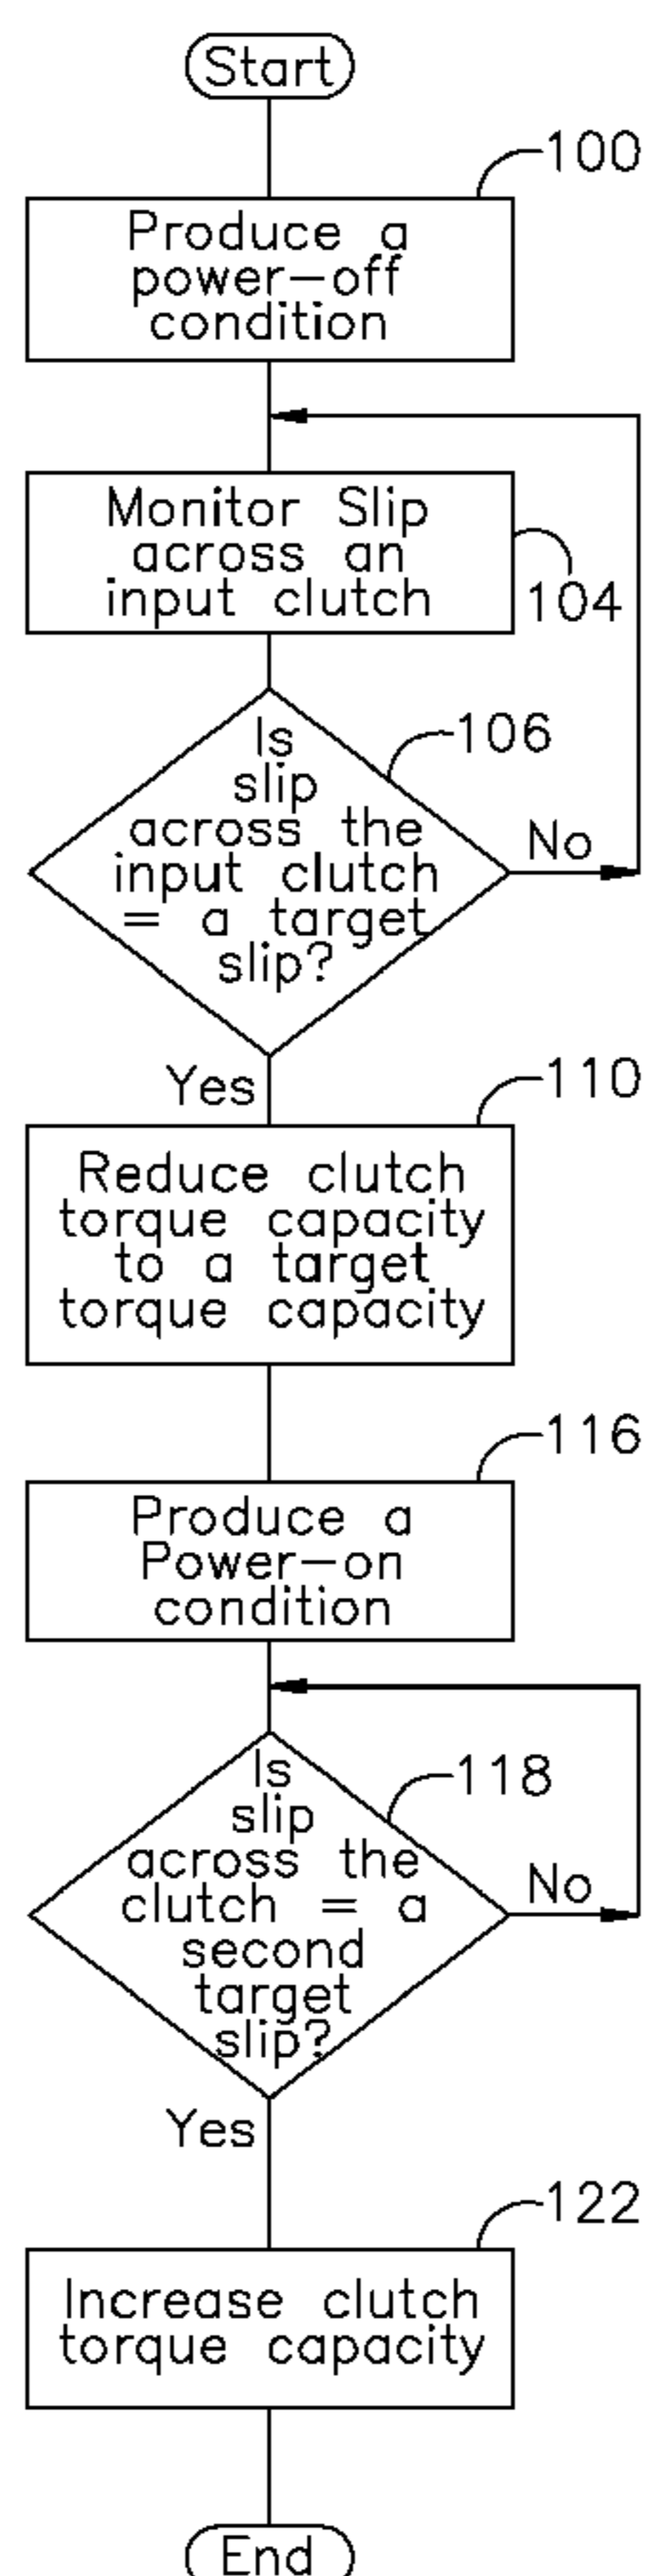 Start
100
Produce a
power-off
condition
Monitor Slip
across an
input clutch
104
106
Is
slip
across the
input clutch
= a target
slip?
No
Yes
110
Reduce clutch
torque capacity
to a target
torque capacity
116
Produce a
Power-on
condition
118
Is
slip
across the
clutch = a
second
target
slip?
No
Yes
122
Increase clutch
torque capacity
End